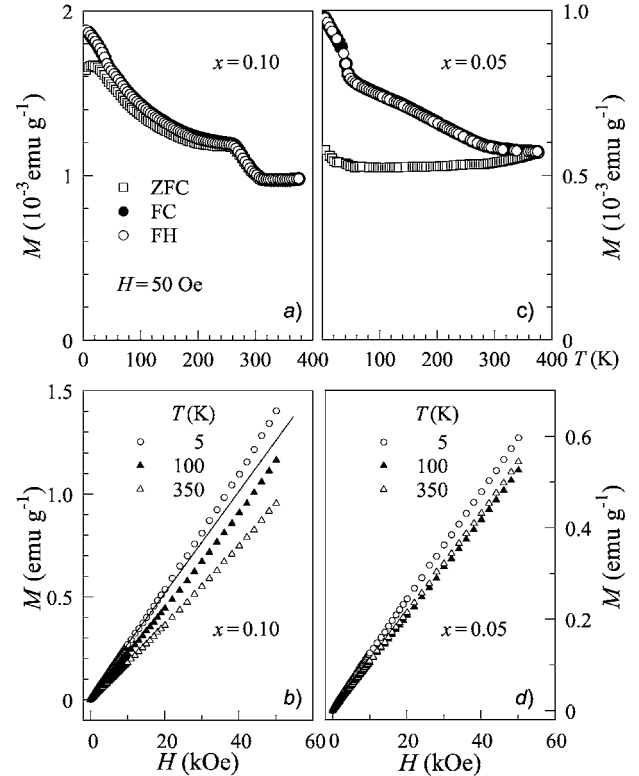 2
1
0
M (10⁻³ emu g⁻¹)
x = 0.10
ZFC
FC
FH
H = 50 Oe
a)
0 100 200 300 400
x = 0.05
c)
1.0
0.5
0.0
M (10⁻³ emu g⁻¹)
0 100 200 300 400 T (K)
1.5
1.0
0.5
0
M (emu g⁻¹)
T (K)
5
100
350
x = 0.10
b)
0 20 40 60
H (kOe)
T (K)
5
100
350
x = 0.05
d)
0.6
0.4
0.2
0
M (emu g⁻¹)
0 20 40 60
H (kOe)